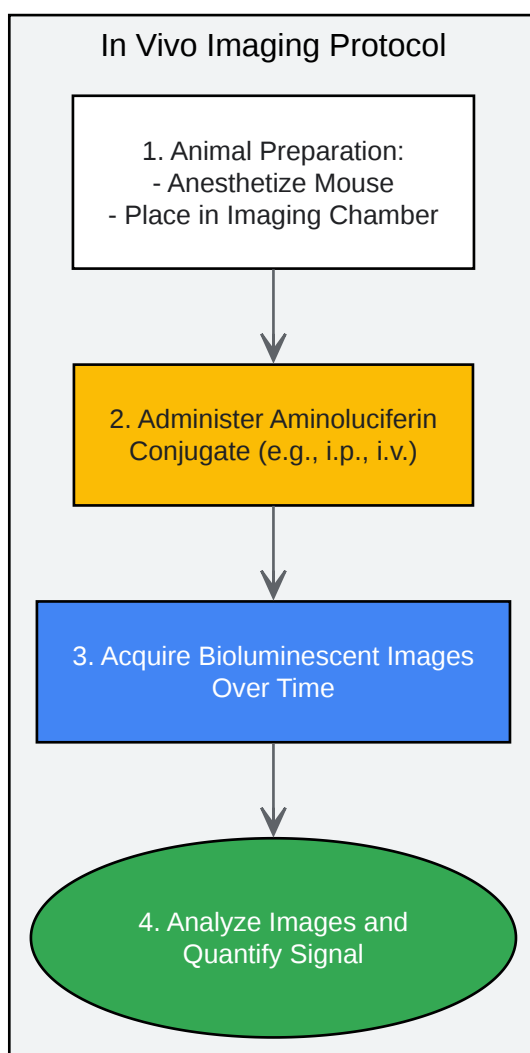 In Vivo Imaging Protocol
1. Animal Preparation:
- Anesthetize Mouse
- Place in Imaging Chamber
2. Administer Aminoluciferin
Conjugate (e.g., i.p., i.v.)
3. Acquire Bioluminescent Images
Over Time
4. Analyze Images and
Quantify Signal